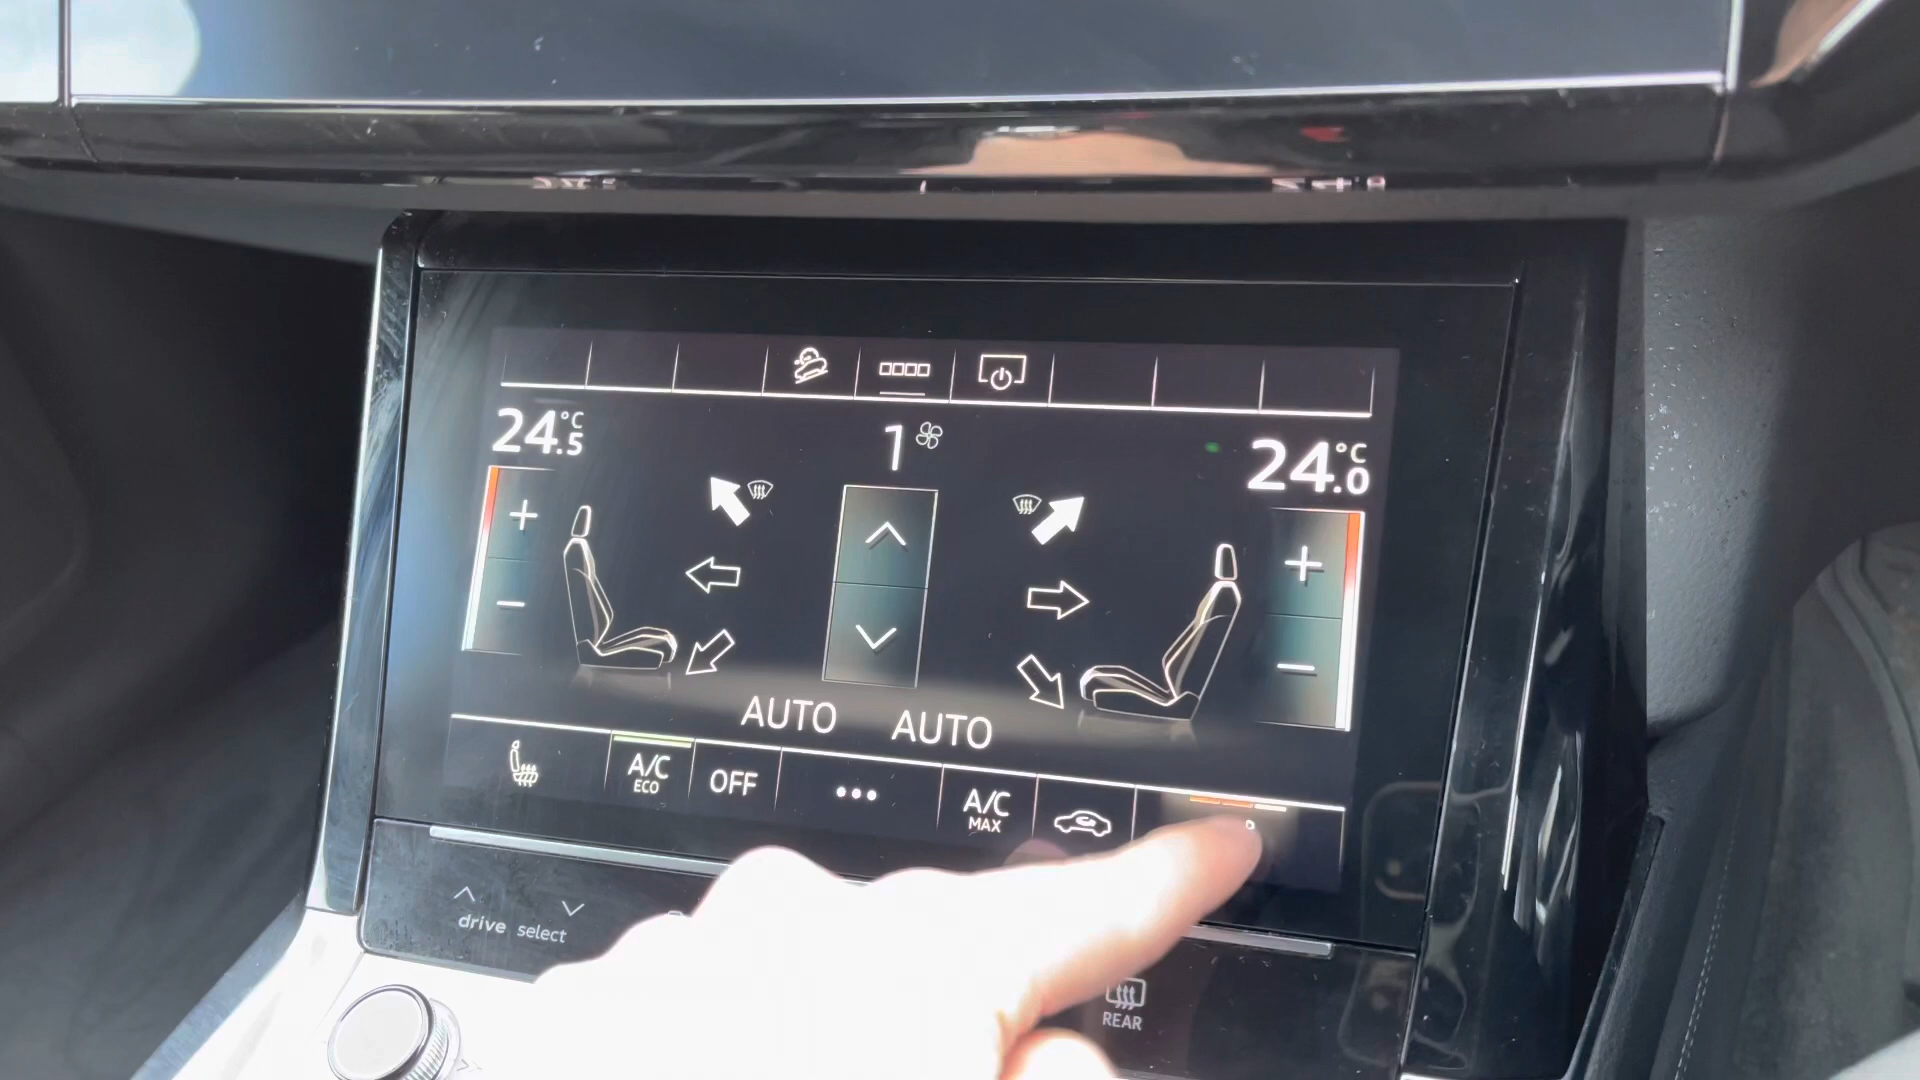 24.5 °C
1
24.0 °C
AUTO AUTO
A/C
ECO
OFF
A/C
MAX
drive select
REAR